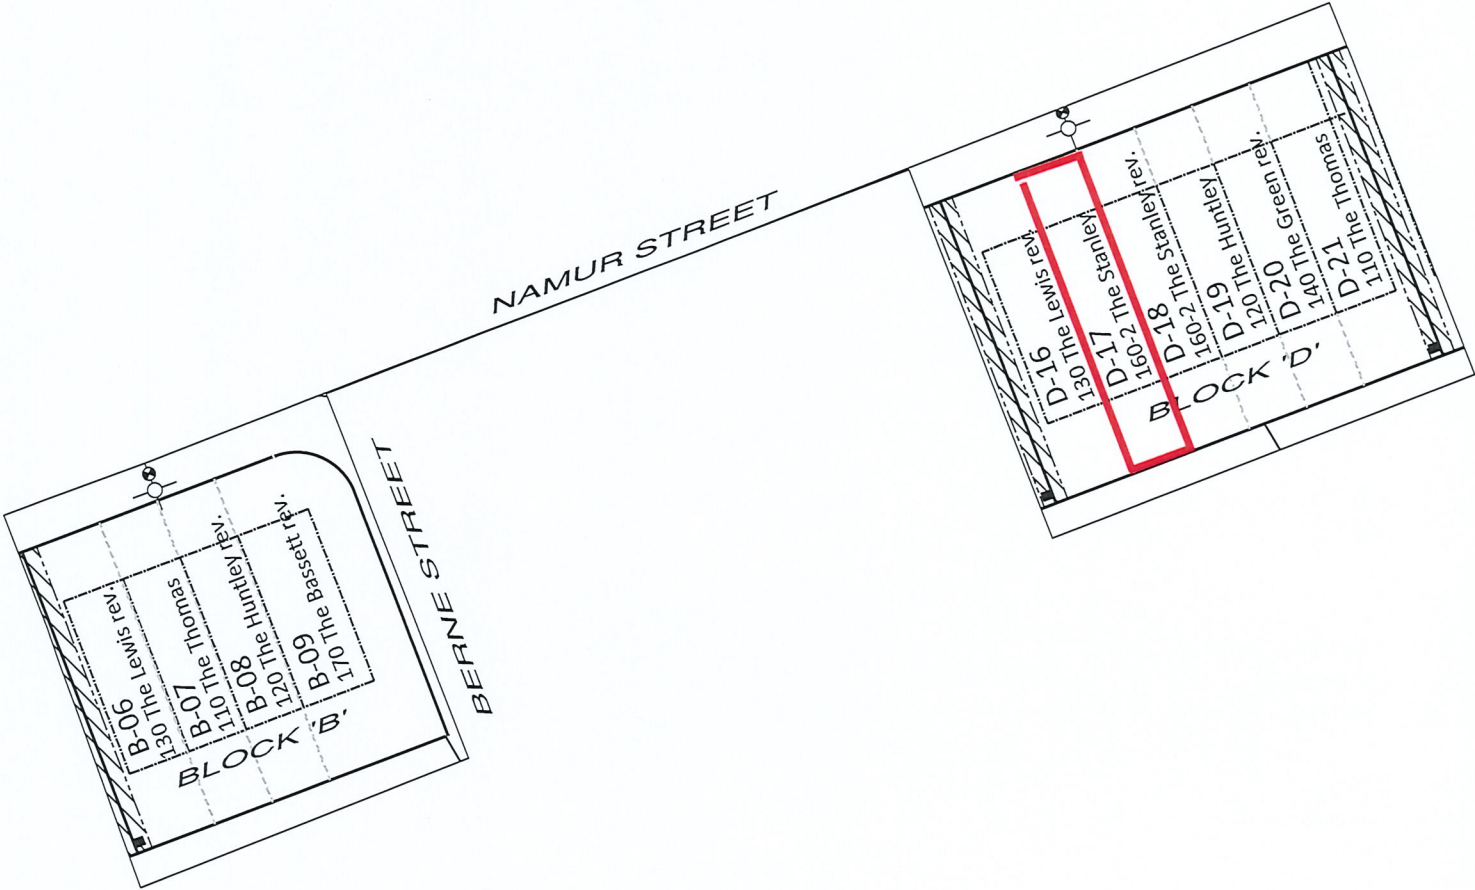 NAMUR STREET
BERNE STREET
B-06
130 The Lewis rev.
B-07
110 The Thomas
B-08
120 The Huntley rev.
B-09
170 The Bassett rev.
BLOCK 'B'
D-16
130 The Lewis rev.
D-17
160-2 The Stanley
D-18
160-2 The Stanley rev.
D-19
120 The Huntley
D-20
140 The Green rev.
D-21
110 The Thomas
BLOCK 'D'